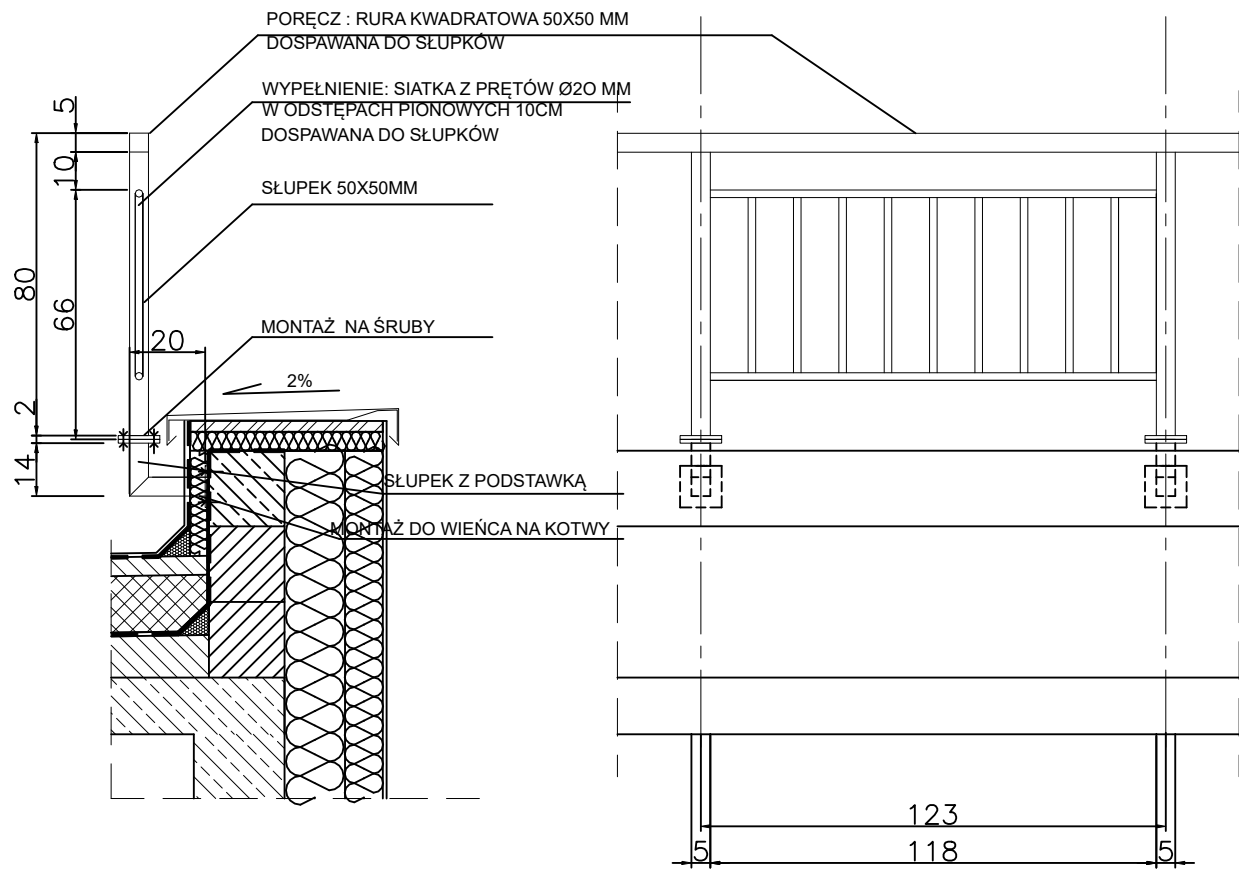 PORĘCZ : RURA KWADRATOWA 50X50 MM
DOSPAWANA DO SŁUPKÓW
WYPEŁNIENIE: SIATKA Z PRĘTÓW Ø2O MM
W ODSTĘPACH PIONOWYCH 10CM
DOSPAWANA DO SŁUPKÓW
SŁUPEK 50X50MM
MONTAŻ NA ŚRUBY
2%
SŁUPEK Z PODSTAWKĄ
MONTAŻ DO WIEŃCA NA KOTWY
5
10
80
66
20
2
14
123
5
118
5